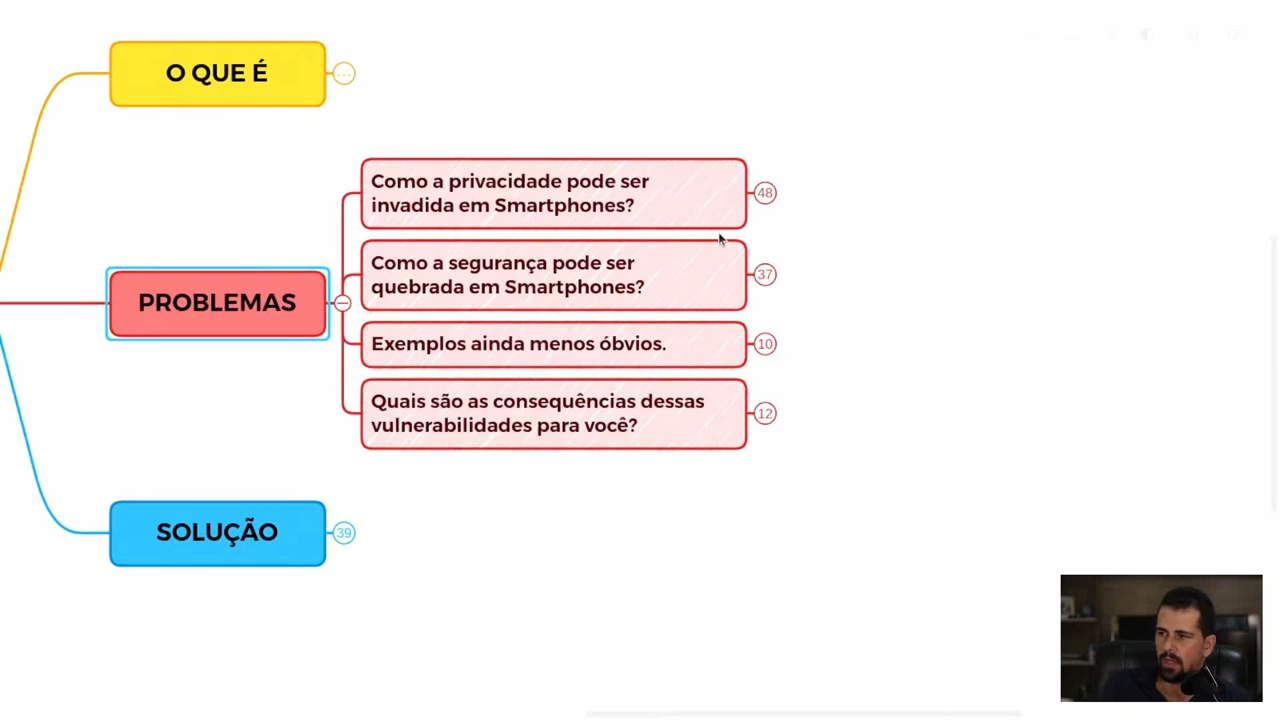 O QUE É
...
Como a privacidade pode ser
invadida em Smartphones?
48
Como a segurança pode ser
quebrada em Smartphones?
37
PROBLEMAS
Exemplos ainda menos óbvios.
10
Quais são as consequências dessas
vulnerabilidades para você?
12
SOLUÇÃO
39